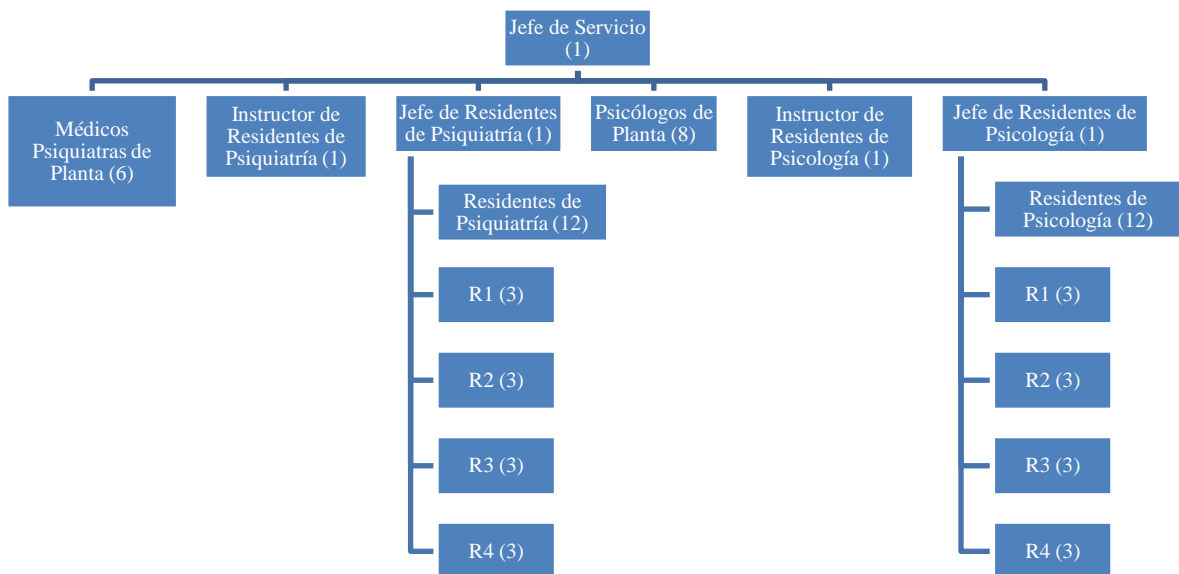 Jefe de Servicio
(1)
Médicos
Psiquiatras de
Planta (6)
Instructor de
Residentes de
Psiquiatría (1)
Jefe de Residentes
de Psiquiatría (1)
Residentes de
Psiquiatría (12)
R1 (3)
R2 (3)
R3 (3)
R4 (3)
Psicólogos de
Planta (8)
Instructor de
Residentes de
Psicología (1)
Jefe de Residentes de
Psicología (1)
Residentes de
Psicología (12)
R1 (3)
R2 (3)
R3 (3)
R4 (3)